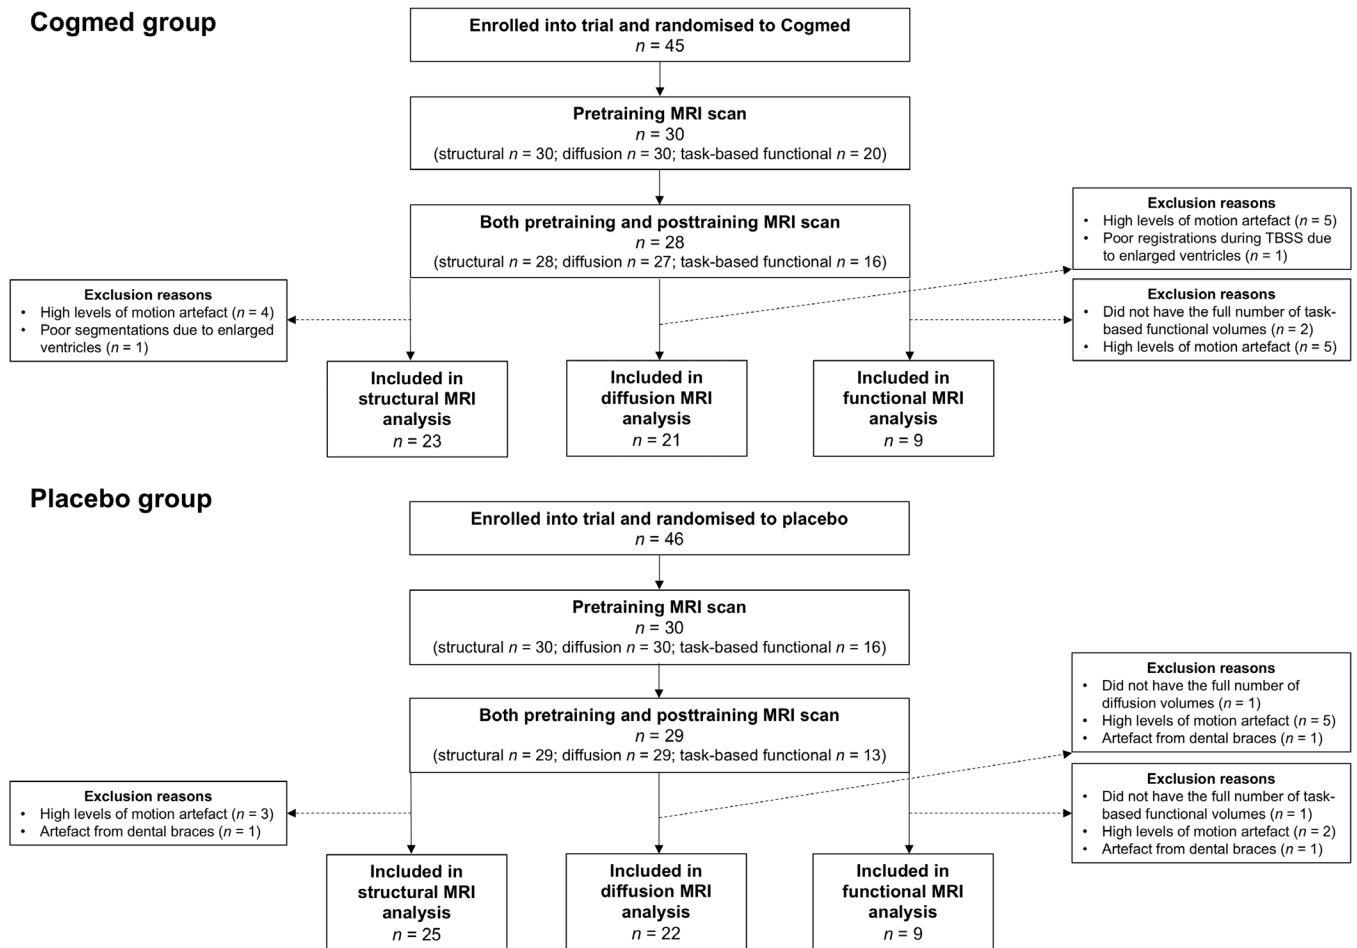 Cogmed group
Enrolled into trial and randomised to Cogmed
n = 45
Pretraining MRI scan
n = 30
(structural n = 30; diffusion n = 30; task-based functional n = 20)
Both pretraining and posttraining MRI scan
n = 28
(structural n = 28; diffusion n = 27; task-based functional n = 16)
Exclusion reasons
• High levels of motion artefact (n = 5)
• Poor registrations during TBSS due
to enlarged ventricles (n = 1)
Exclusion reasons
• High levels of motion artefact (n = 4)
• Poor segmentations due to enlarged
ventricles (n = 1)
Exclusion reasons
• Did not have the full number of task-
based functional volumes (n = 2)
• High levels of motion artefact (n = 5)
Included in
structural MRI
analysis
n = 23
Included in
diffusion MRI
analysis
n = 21
Included in
functional MRI
analysis
n = 9
Placebo group
Enrolled into trial and randomised to placebo
n = 46
Pretraining MRI scan
n = 30
(structural n = 30; diffusion n = 30; task-based functional n = 16)
Both pretraining and posttraining MRI scan
n = 29
(structural n = 29; diffusion n = 29; task-based functional n = 13)
Exclusion reasons
• Did not have the full number of
diffusion volumes (n = 1)
• High levels of motion artefact (n = 5)
• Artefact from dental braces (n = 1)
Exclusion reasons
• High levels of motion artefact (n = 3)
• Artefact from dental braces (n = 1)
Exclusion reasons
• Did not have the full number of task-
based functional volumes (n = 1)
• High levels of motion artefact (n = 2)
• Artefact from dental braces (n = 1)
Included in
structural MRI
analysis
n = 25
Included in
diffusion MRI
analysis
n = 22
Included in
functional MRI
analysis
n = 9